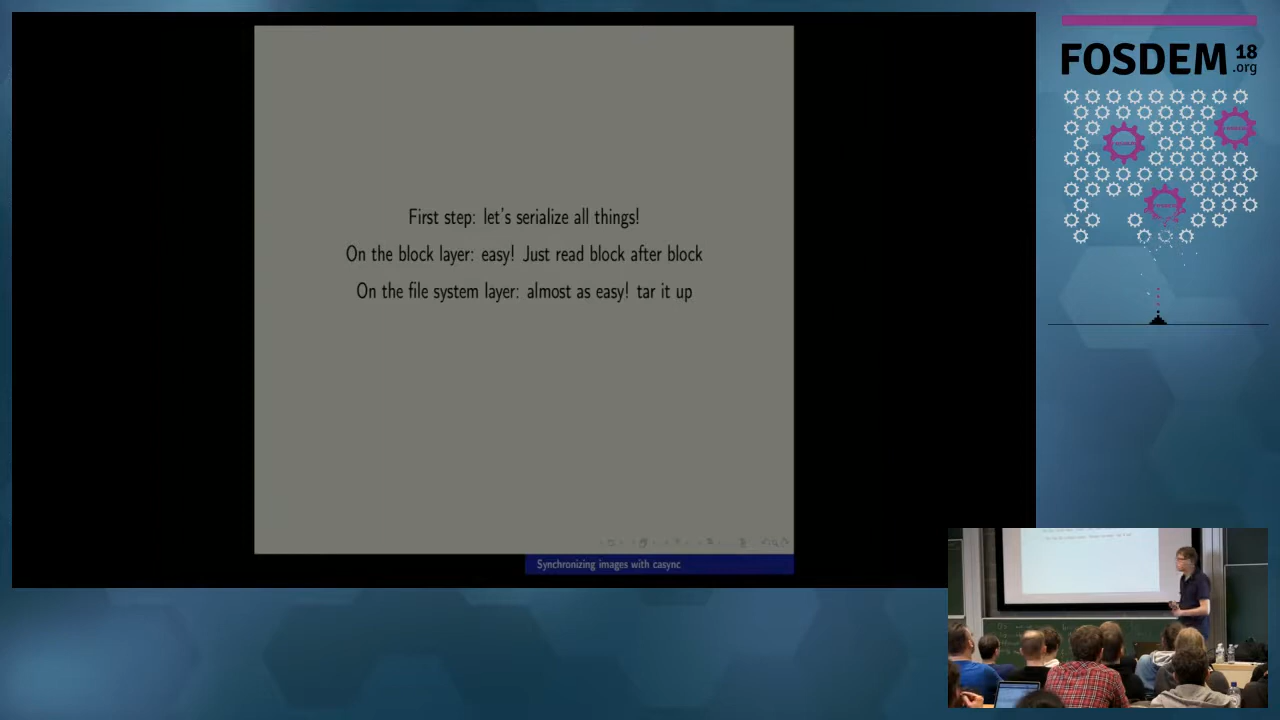 First step: let's serialize all things!
On the block layer: easy! Just read block after block
On the file system layer: almost as easy! tar it up
Synchronizing images with casync
FOSDEM 18
.org